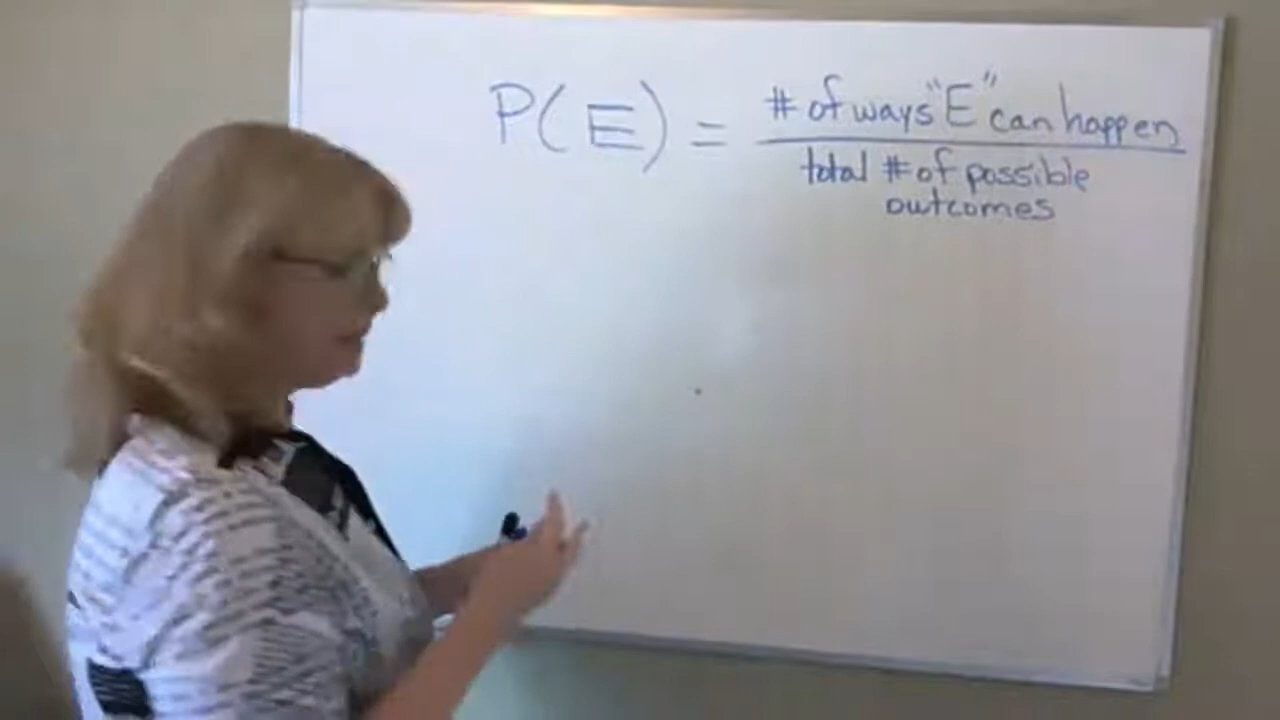 P(E) = # of ways "E" can happen
total # of possible
outcomes